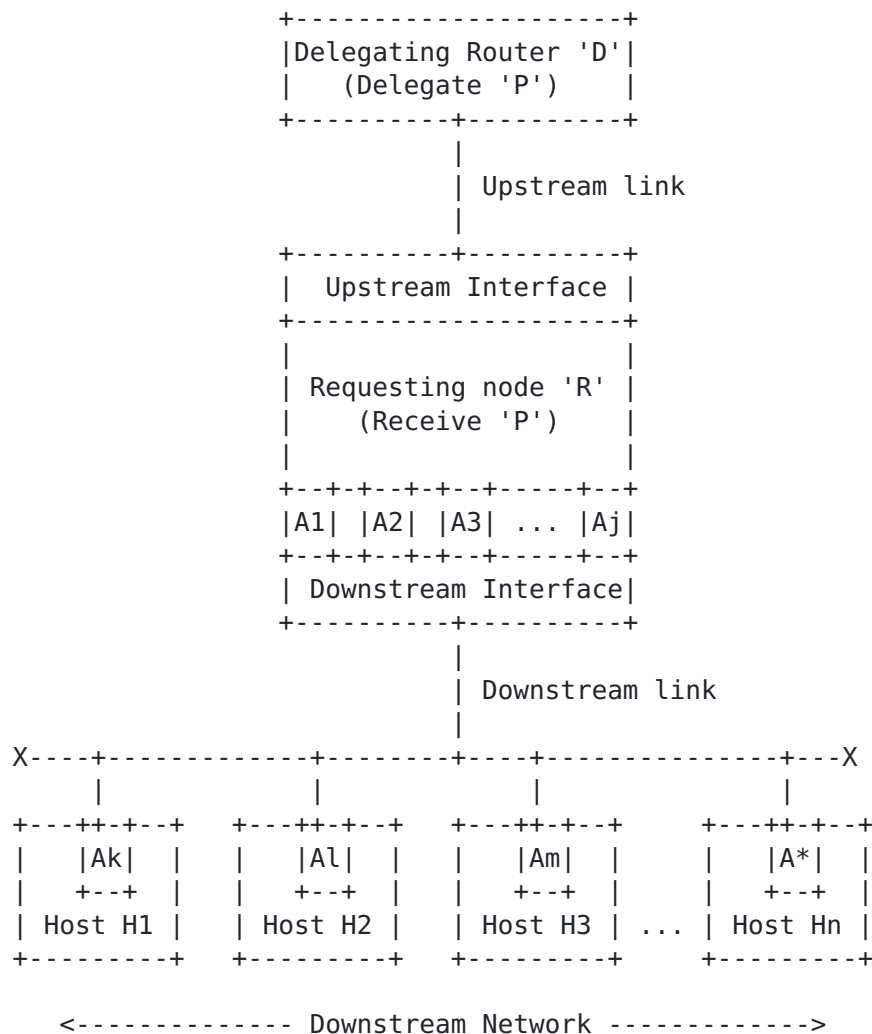 +---------------------+
|Delegating Router 'D'|
|   (Delegate 'P')    |
+----------+----------+
|
| Upstream link
|
+----------+----------+
|  Upstream Interface |
+---------------------+
|                     |
| Requesting node 'R' |
|    (Receive 'P')    |
|                     |
+--+-+--+-+--+-----+--+
|A1| |A2| |A3| ... |Aj|
+--+-+--+-+--+-----+--+
| Downstream Interface|
+----------+----------+
|
| Downstream link
|
X----+-------------+--------+----+---------------+---X
|             |             |               |
+---++-+--+   +---++-+--+   +---++-+--+     +---++-+--+
|   |Ak|  |   |   |Al|  |   |   |Am|  |     |   |A*|  |
|   +--+  |   |   +--+  |   |   +--+  |     |   +--+  |
| Host H1 |   | Host H2 |   | Host H3 | ... | Host Hn |
+---------+   +---------+   +---------+     +---------+
<-------------- Downstream Network ------------->